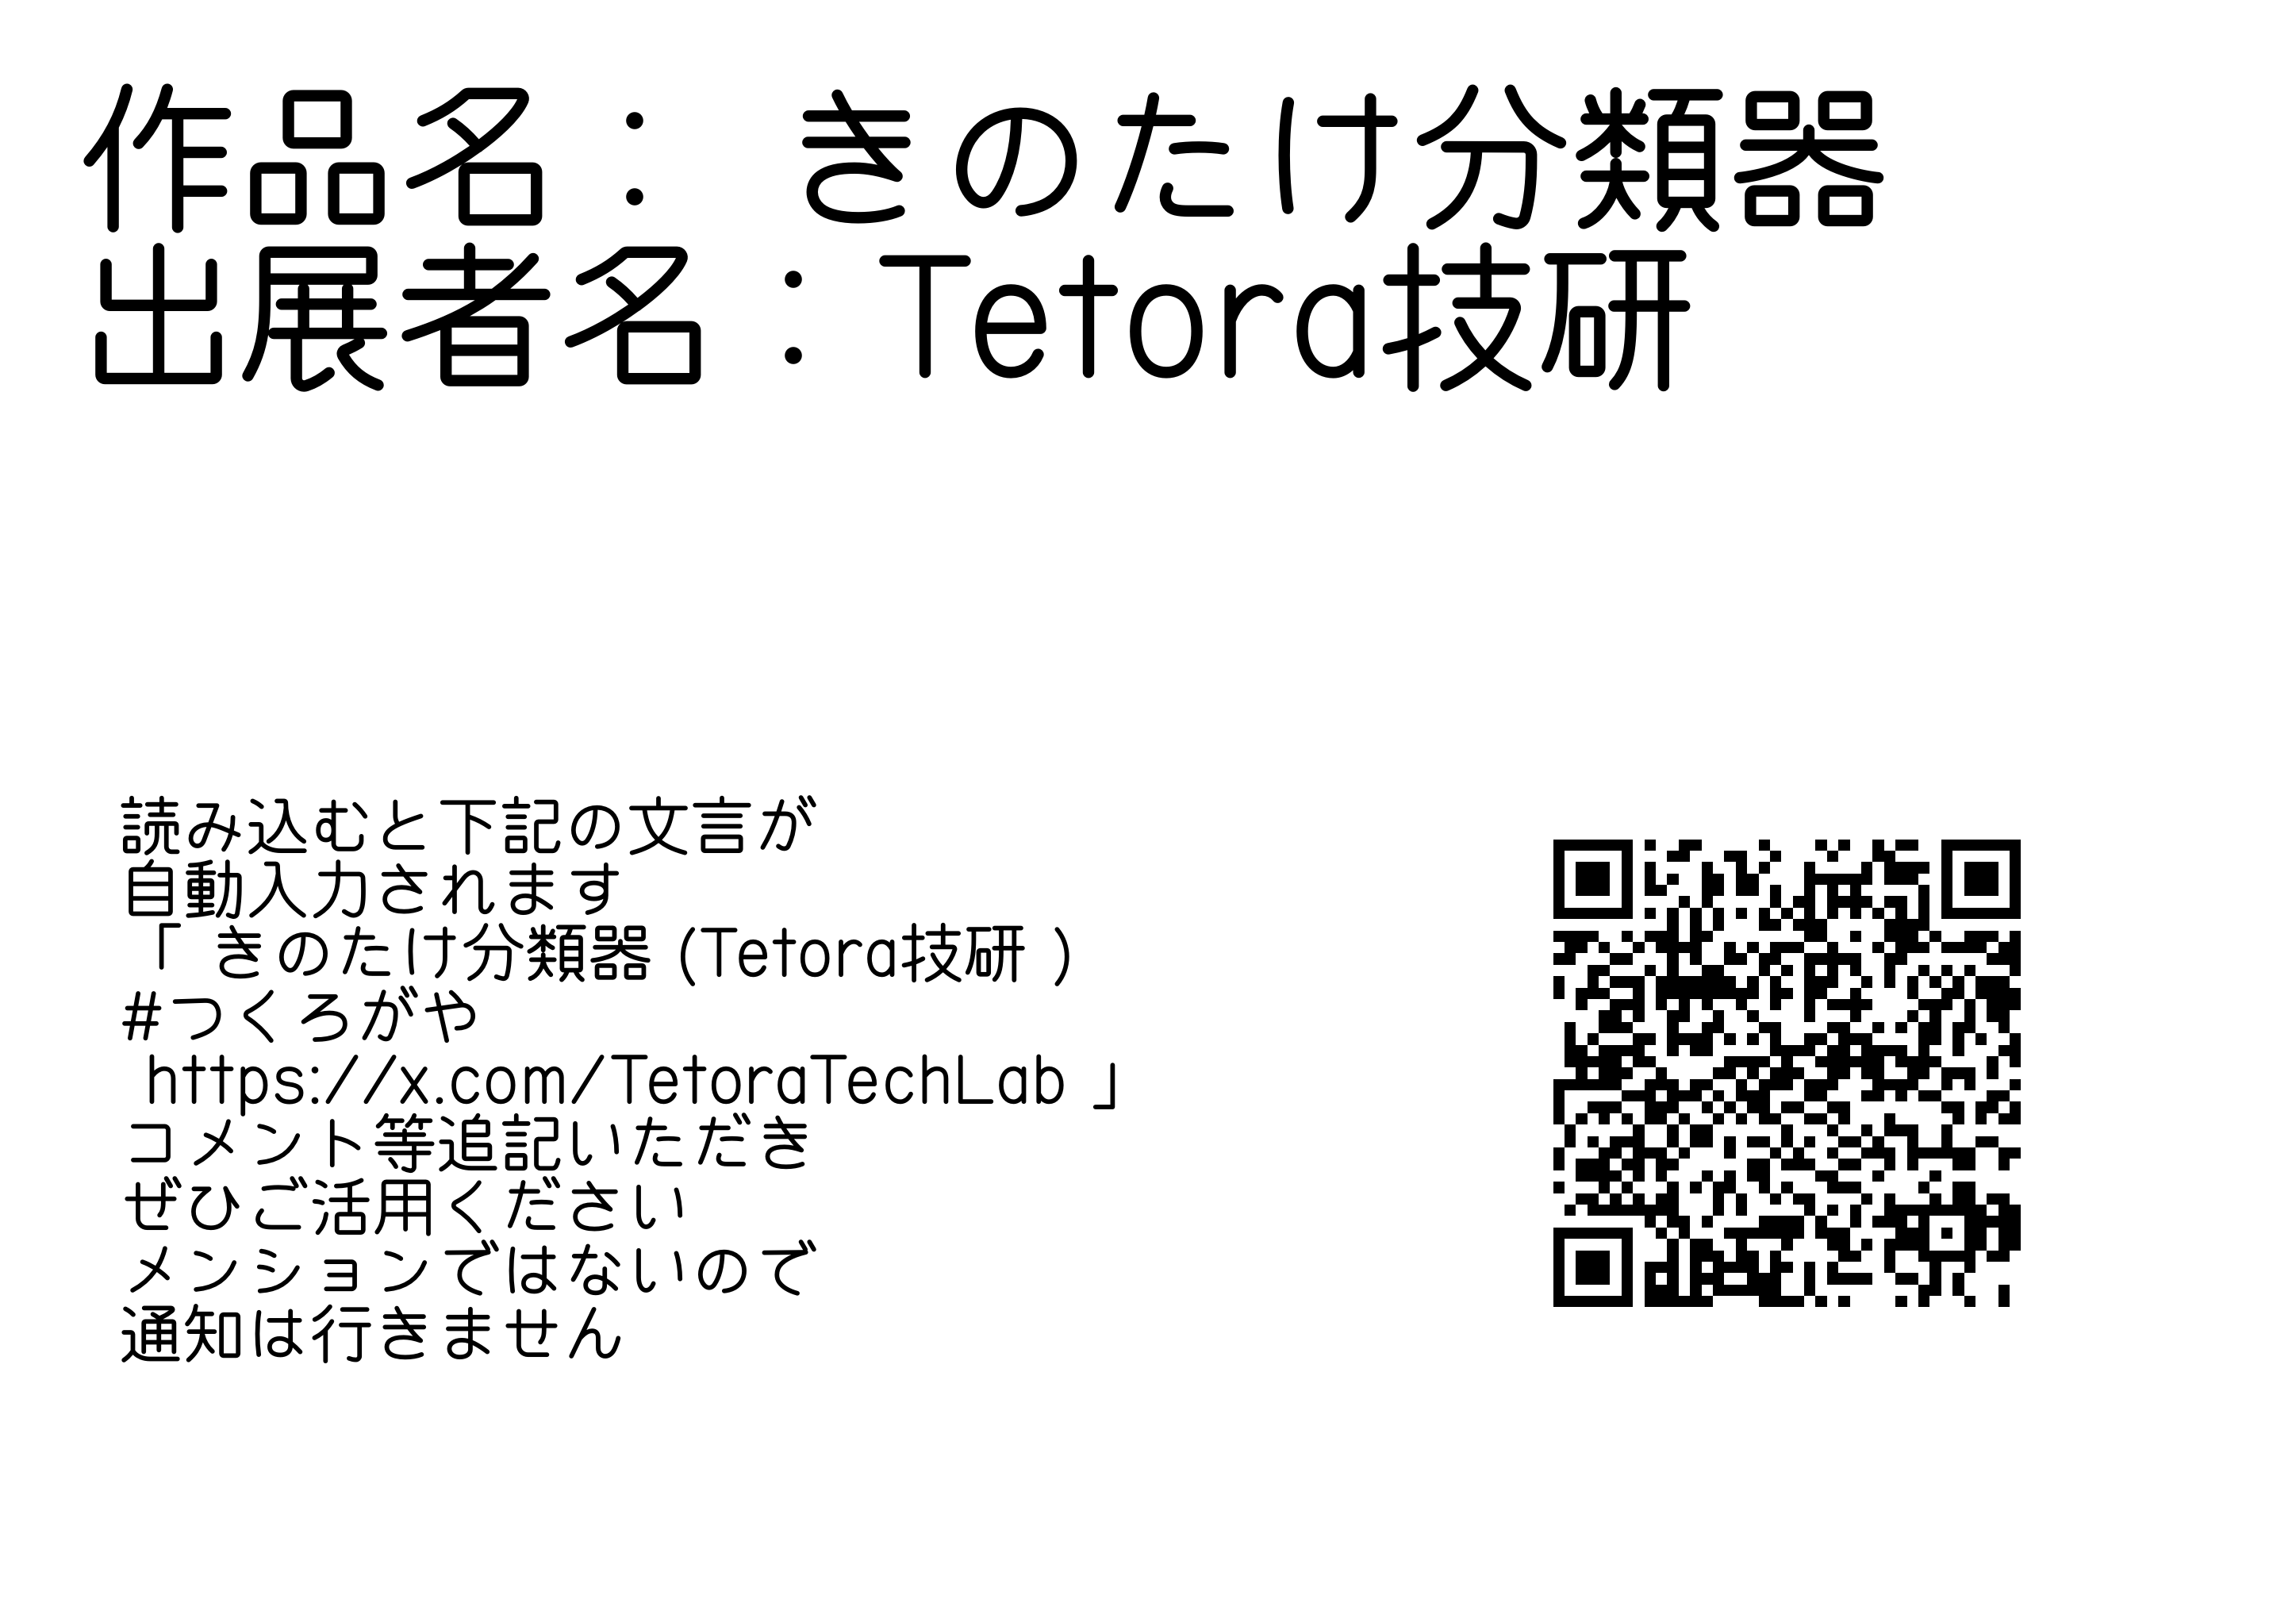 作品名： きのたけ分類器
出展者名：Tetora技研
読み込むと下記の文言が
自動入力されます
「 きのたけ分類器（Tetora技研 ）
#つくろがや
https://x.com/TetoraTechLab 」
コメント等追記いただき
ぜひご活用ください
メンションではないので
通知は行きません